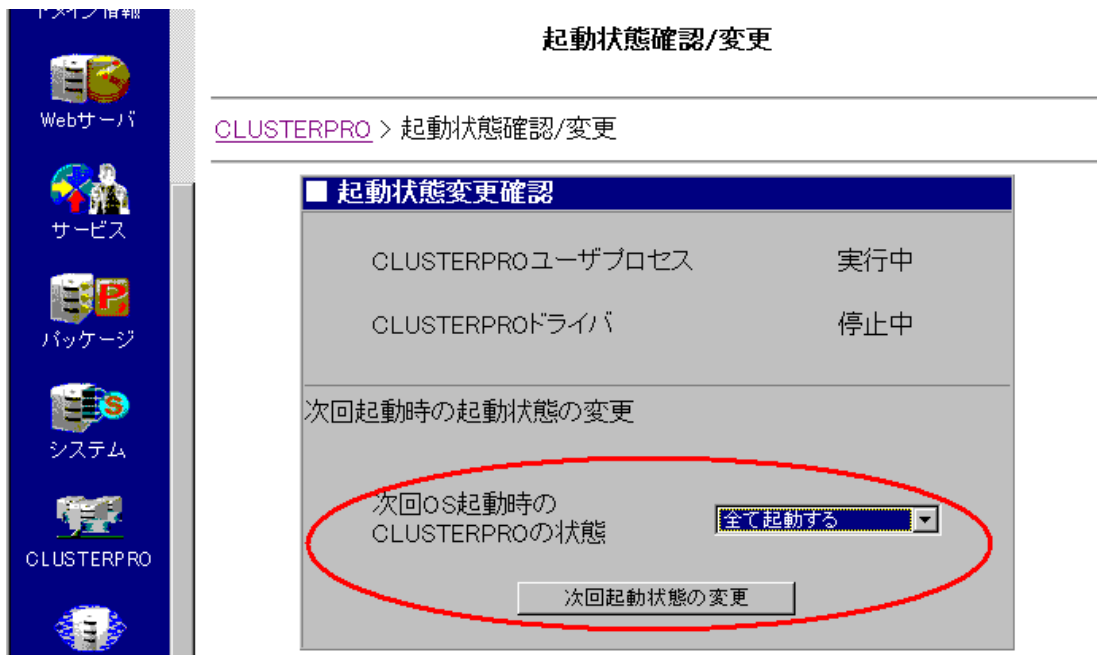 ドメイン情報
Webサーバ
サービス
パッケージ
システム
CLUSTERPRO
起動状態確認/変更
CLUSTERPRO > 起動状態確認/変更
■ 起動状態変更確認
CLUSTERPROユーザプロセス 実行中
CLUSTERPROドライバ 停止中
次回起動時の起動状態の変更
次回OS起動時の
CLUSTERPROの状態
全て起動する
次回起動状態の変更